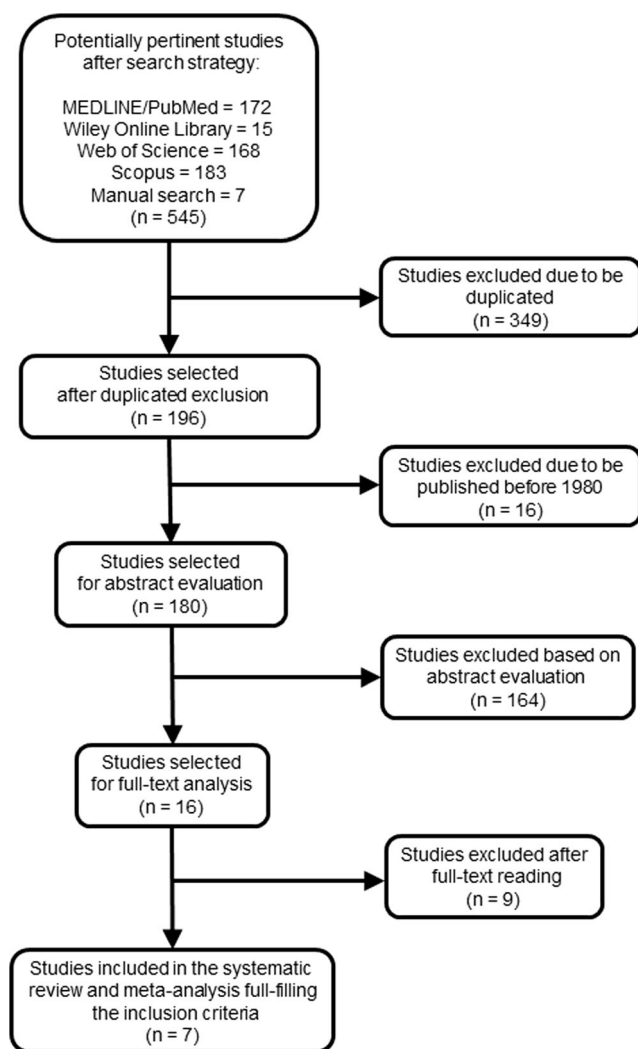 Potentially pertinent studies
after search strategy:
MEDLINE/PubMed = 172
Wiley Online Library = 15
Web of Science = 168
Scopus = 183
Manual search = 7
(n = 545)
Studies excluded due to be
duplicated
(n = 349)
Studies selected
after duplicated exclusion
(n = 196)
Studies excluded due to be
published before 1980
(n = 16)
Studies selected
for abstract evaluation
(n = 180)
Studies excluded based on
abstract evaluation
(n = 164)
Studies selected
for full-text analysis
(n = 16)
Studies excluded after
full-text reading
(n = 9)
Studies included in the systematic
review and meta-analysis full-filling
the inclusion criteria
(n = 7)